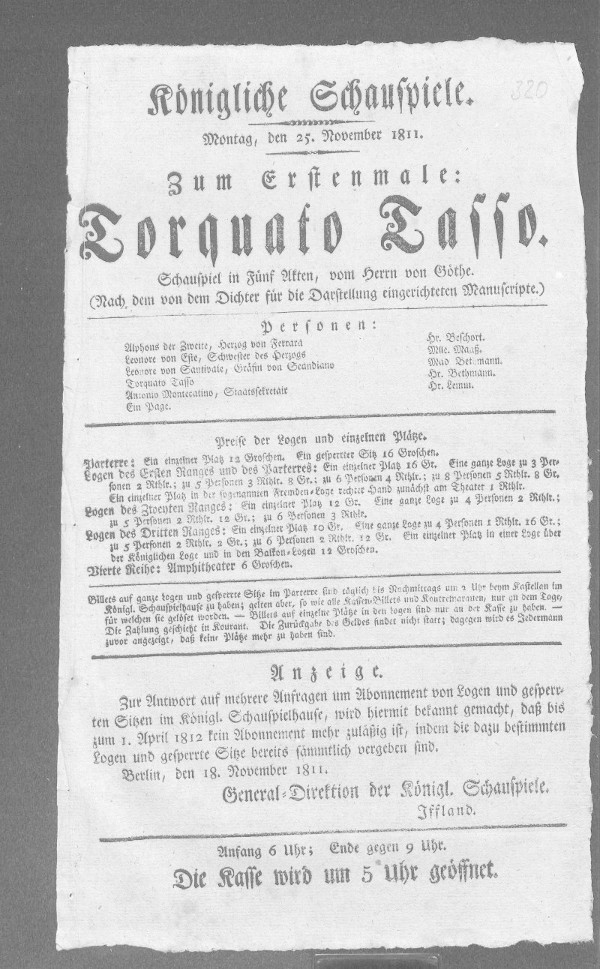 320
Königliche Schauspiele.
Montag, den 25. November 1811.
Zum Erstenmale:
Torquato Tasso.
Schauspiel in Fünf Akten, vom Herrn von Göthe.
(Nach dem von dem Dichter für die Darstellung eingerichteten Manuscripte.)
Personen:
Alphons der Zweite, Herzog von Ferrara Hr. Beschort.
Leonore von Este, Schwester des Herzogs Mlle. Maaß.
Leonore von Sanvitale, Gräfin von Scandiano Mad Bethmann.
Torquato Tasso Hr. Bethmann.
Antonio Montecatino, Staatssekretair Hr. Lemm.
Ein Page.
Preise der Logen und einzelnen Plätze.
Parterre: Ein einzelner Platz 12 Groschen. Ein gesperrter Sitz 16 Groschen.
Logen des Ersten Ranges und des Parterres: Ein einzelner Platz 16 Gr. Eine ganze Loge zu 3 Per-
sonen 2 Rthlr.; zu 5 Personen 3 Rthlr. 8 Gr.; zu 6 Personen 4 Rthlr.; zu 8 Personen 5 Rthlr. 8 Gr.
Ein einzelner Platz in der sogenannten Fremden-Loge rechter Hand zunächst am Theater 1 Rthlr.
Logen des Zweyten Ranges: Ein einzelner Platz 12 Gr. Eine ganze Loge zu 4 Personen 2 Rthlr.;
zu 5 Personen 2 Rthlr. 12 Gr.; zu 6 Personen 3 Rthlr.
Logen des Dritten Ranges: Ein einzelner Platz 10 Gr. Eine ganze Loge zu 4 Personen 1 Rthlr. 16 Gr.;
zu 5 Personen 2 Rthlr. 2 Gr.; zu 6 Personen 2 Rthlr. 12 Gr. Ein einzelner Platz in einer Loge über
der Königlichen Loge und in den Balkon-Logen 12 Groschen.
Vierte Reihe: Amphitheater 6 Groschen.
Billets auf ganze Logen und gesperrte Sitze im Parterre sind täglich bis Nachmittags um 2 Uhr beym Kastellan im
Königl. Schauspielhause zu haben; gelten aber, so wie alle Kassen-Billets und Kontremarquen, nur an dem Tage,
für welchen sie gelöset worden. — Billets auf einzelne Plätze in den Logen sind nur an der Kasse zu haben. —
Die Zahlung geschieht in Kourant. Die Zurückgabe des Geldes findet nicht statt; dagegen wird es Jedermann
zuvor angezeigt, daß keine Plätze mehr zu haben sind.
Anzeige.
Zur Antwort auf mehrere Anfragen um Abonnement von Logen und gesperr-
ten Sitzen im Königl. Schauspielhause, wird hiermit bekannt gemacht, daß bis
zum 1. April 1812 kein Abonnement mehr zuläßig ist, indem die dazu bestimmten
Logen und gesperrte Sitze bereits sämmtlich vergeben sind.
Berlin, den 18. November 1811.
General-Direktion der Königl. Schauspiele.
Iffland.
Anfang 6 Uhr; Ende gegen 9 Uhr.
Die Kasse wird um 5 Uhr geöffnet.